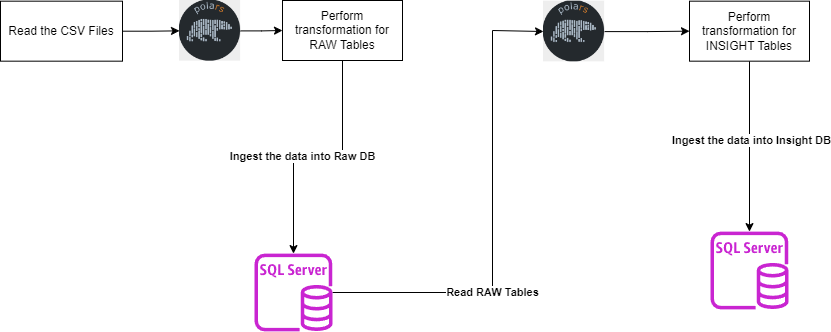 Read the CSV Files
polars
Perform
transformation for
RAW Tables
Ingest the data into Raw DB
SQL Server
Read RAW Tables
polars
Perform
transformation for
INSIGHT Tables
Ingest the data into Insight DB
SQL Server